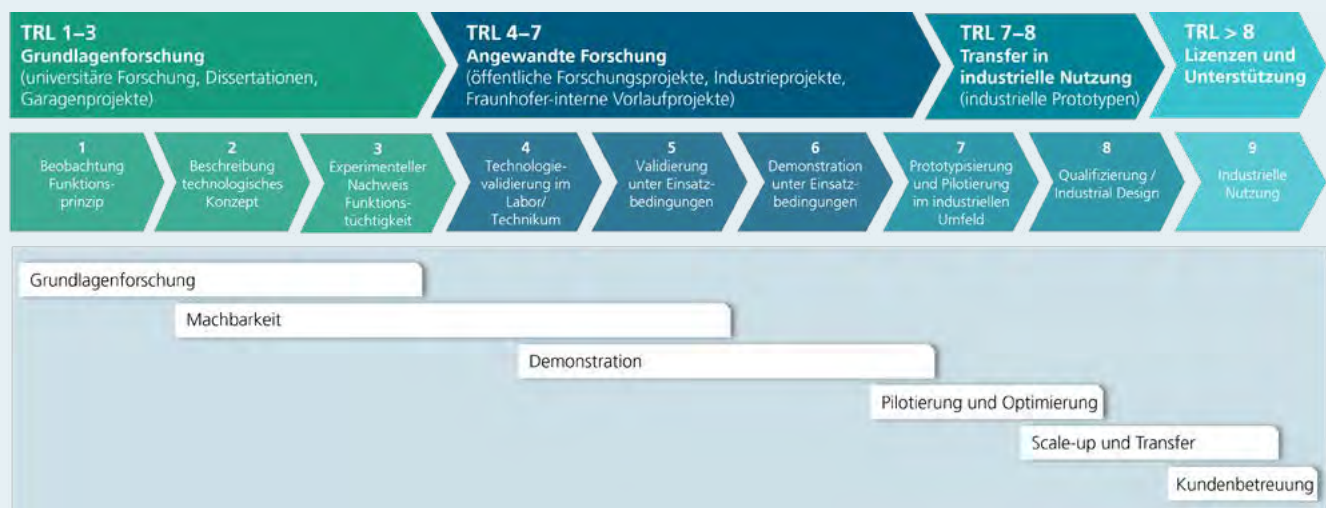 TRL 1–3
Grundlagenforschung
(universitäre Forschung, Dissertationen,
Garagenprojekte)
TRL 4–7
Angewandte Forschung
(öffentliche Forschungsprojekte, Industrieprojekte,
Fraunhofer-interne Vorlaufprojekte)
TRL 7–8
Transfer in
industrielle Nutzung
(industrielle Prototypen)
TRL > 8
Lizenzen und
Unterstützung
1
Beobachtung
Funktions-
prinzip
2
Beschreibung
technologisches
Konzept
3
Experimenteller
Nachweis
Funktions-
tüchtigkeit
4
Technologie-
validierung im
Labor/
Technikum
5
Validierung
unter Einsatz-
bedingungen
6
Demonstration
unter Einsatz-
bedingungen
7
Prototypisierung
und Pilotierung
im industriellen
Umfeld
8
Qualifizierung /
Industrial Design
9
Industrielle
Nutzung
Grundlagenforschung
Machbarkeit
Demonstration
Pilotierung und Optimierung
Scale-up und Transfer
Kundenbetreuung